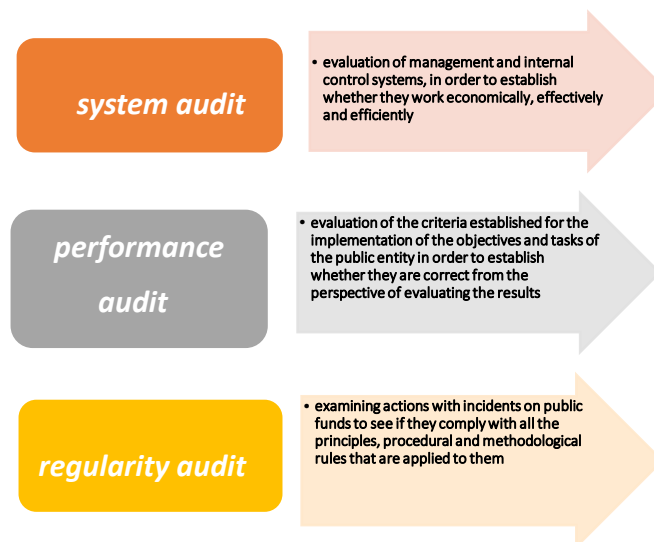 system audit
• evaluation of management and internal
control systems, in order to establish
whether they work economically, effectively
and efficiently
performance
audit
• evaluation of the criteria established for the
implementation of the objectives and tasks of
the public entity in order to establish
whether they are correct from the
perspective of evaluating the results
regularity audit
• examining actions with incidents on public
funds to see if they comply with all the
principles, procedural and methodological
rules that are applied to them